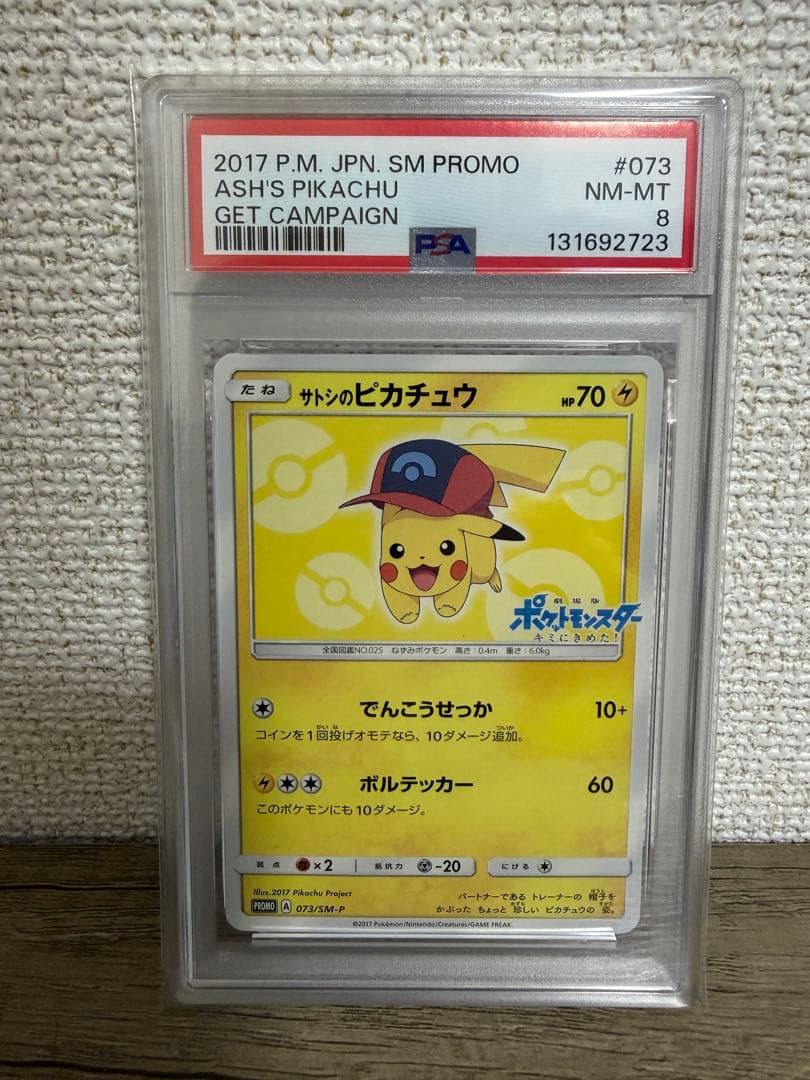 2017 P.M. JPN. SM PROMO #073
ASH'S PIKACHU NM-MT
GET CAMPAIGN 8
PSA 131692723
たね サトシのピカチュウ HP70
劇場版
ポケットモンスター
キミにきめた!
全国図鑑NO.025 ねずみポケモン 高さ:0.4m 重さ:6.0kg
でんこうせっか 10+
コインを1回投げオモテなら、10ダメージ追加。
ボルテッカー 60
このポケモンにも10ダメージ。
弱点 ×2 抵抗力 -20 にげる
Illus.2017 Pikachu Project
PROMO A 073/SM-P
パートナーである トレーナーの 帽子を
かぶった ちょっと 珍しい ピカチュウの 姿。
©2017 Pokémon/Nintendo/Creatures/GAME FREAK.